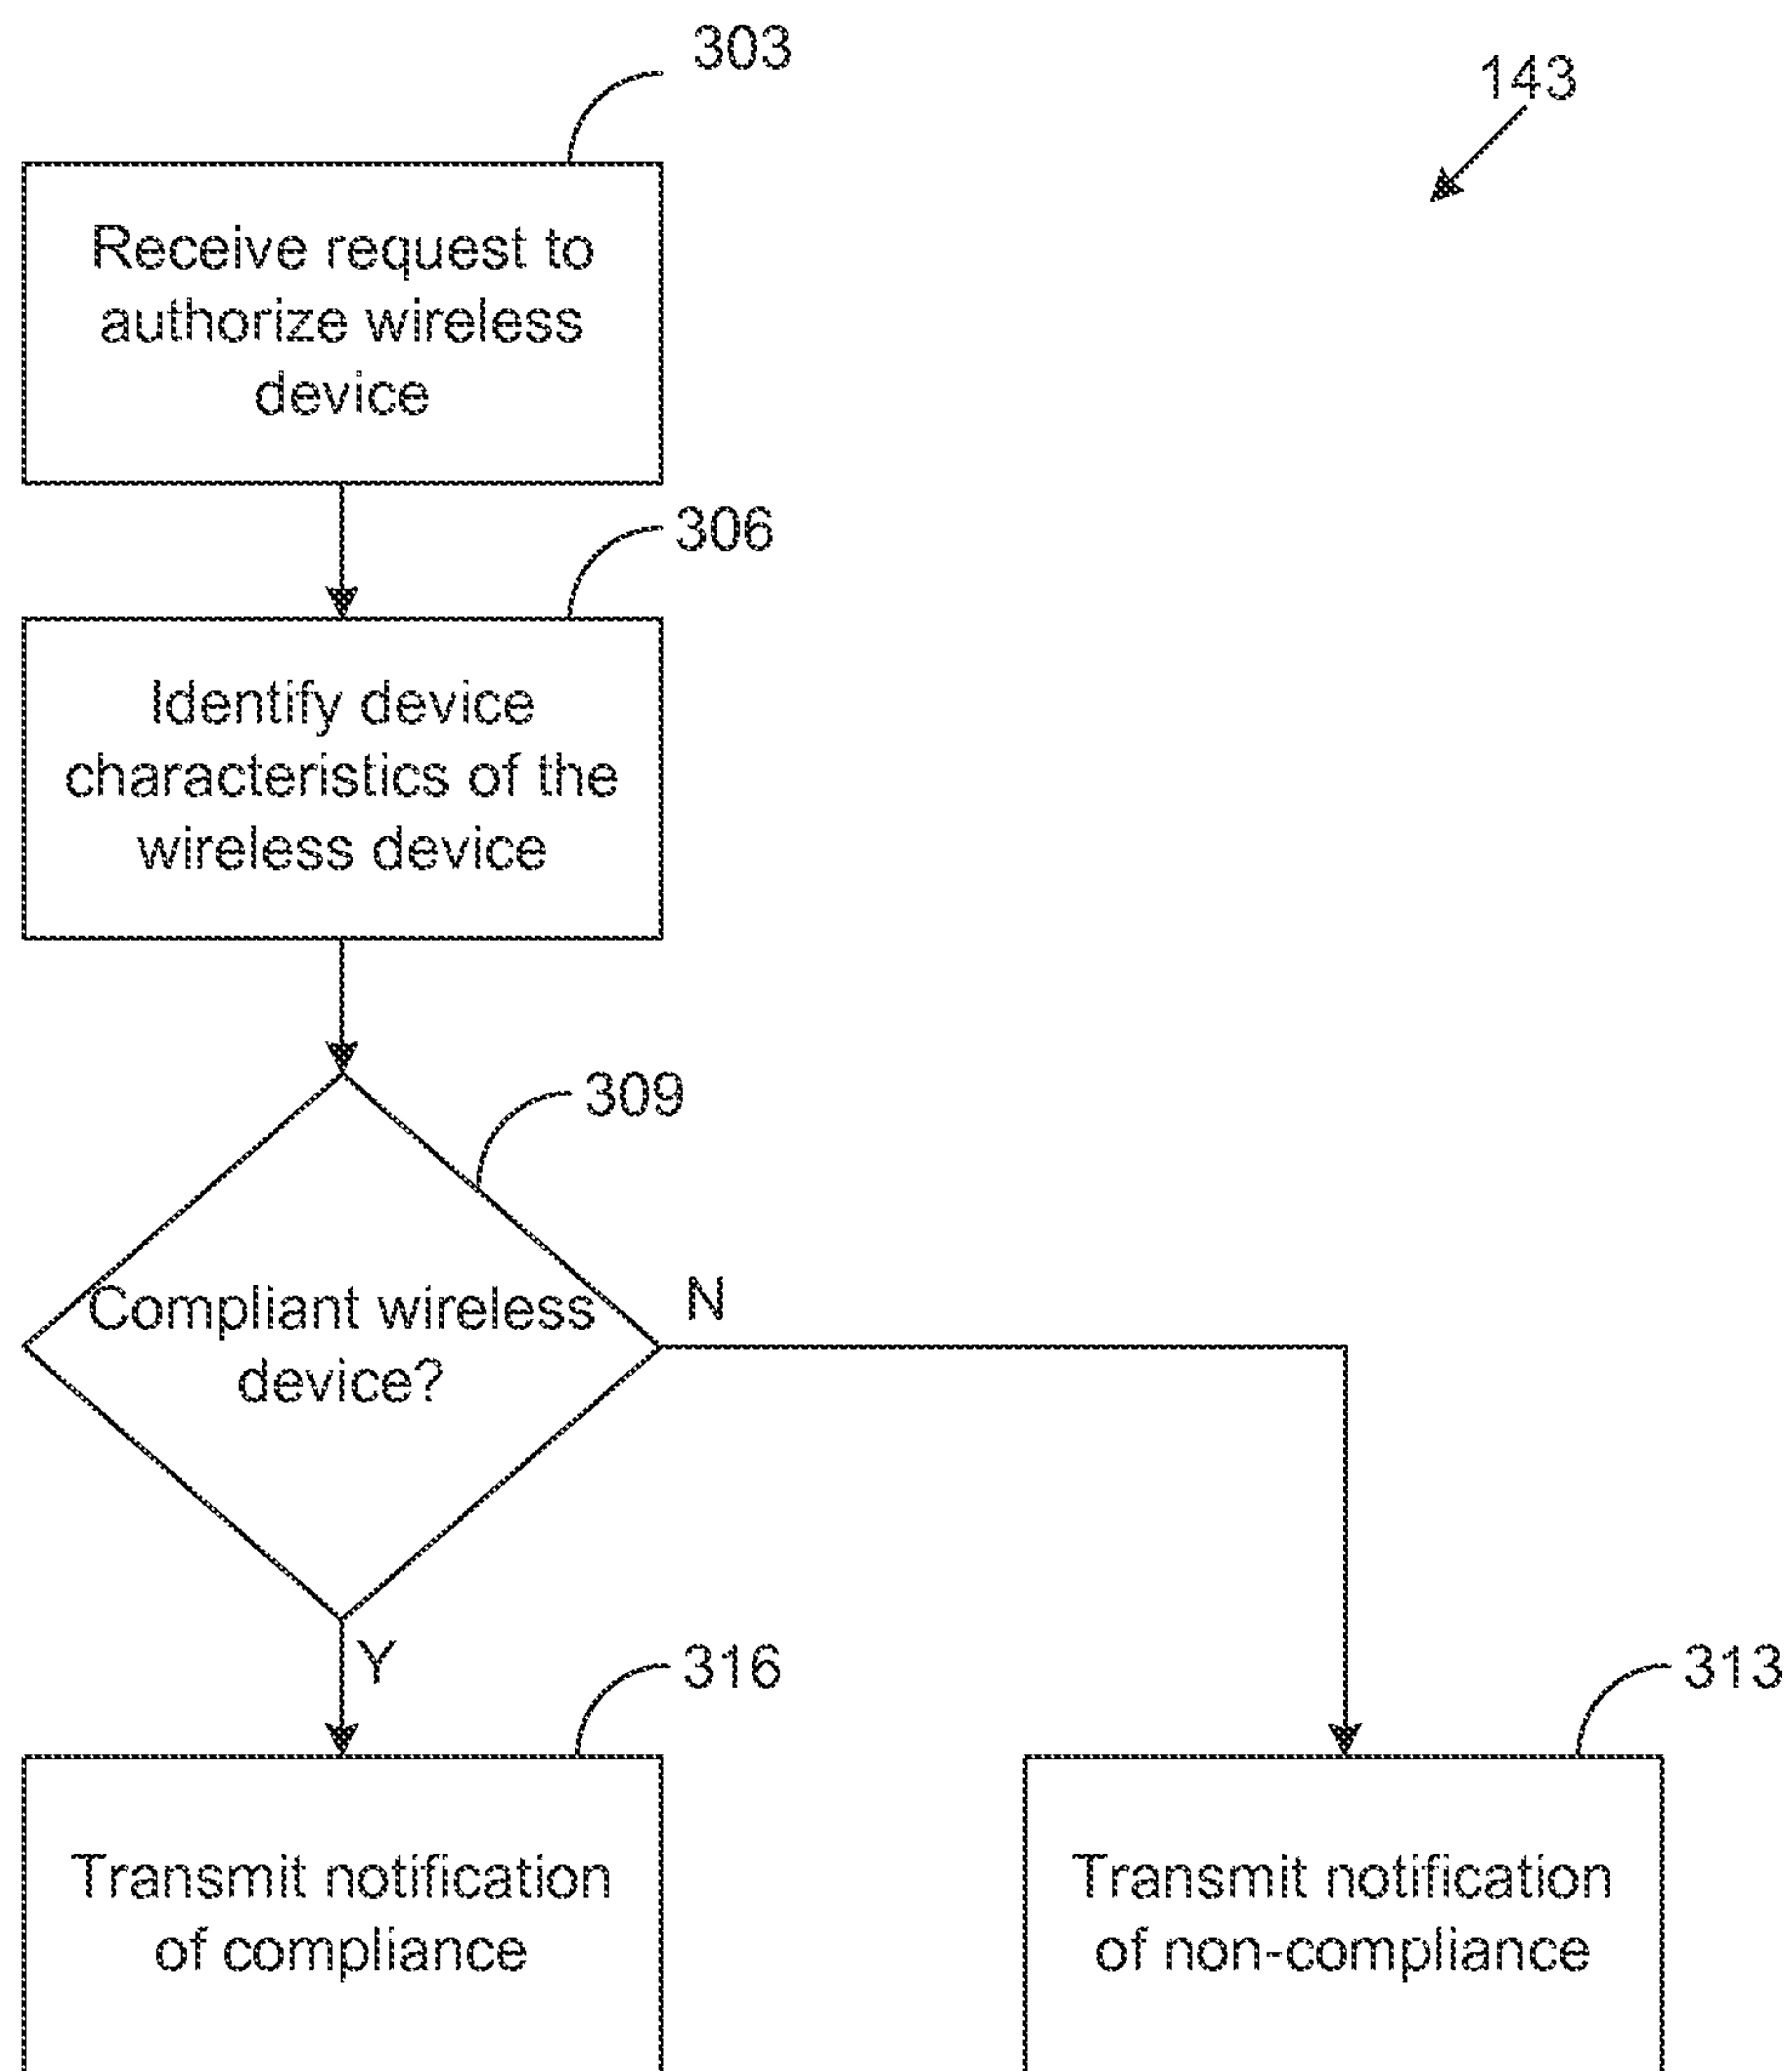 303
143
Receive request to
authorize wireless
device
306
Identify device
characteristics of the
wireless device
309
Compliant wireless
device?
N
Y
316
313
Transmit notification
of compliance
Transmit notification
of non-compliance